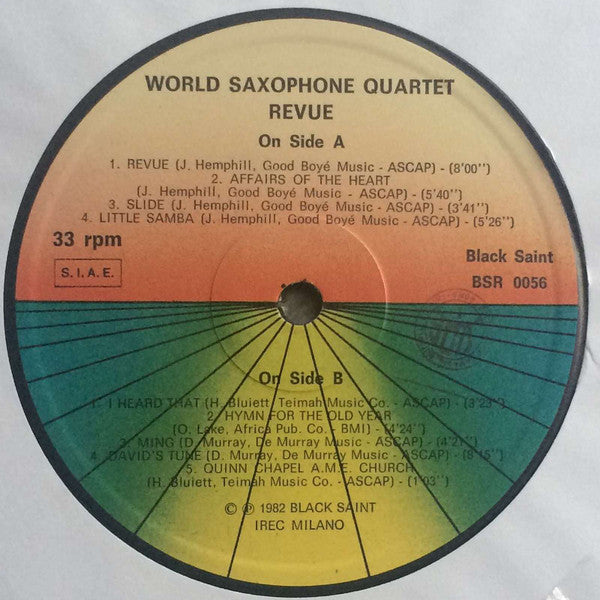 WORLD SAXOPHONE QUARTET
REVUE
On Side A
1. REVUE (J. Hemphill, Good Boyé Music - ASCAP) - (8'00'')
2. AFFAIRS OF THE HEART
(J. Hemphill, Good Boyé Music - ASCAP) - (5'40'')
3. SLIDE (J. Hemphill, Good Boyé Music - ASCAP) - (3'41'')
4. LITTLE SAMBA (J. Hemphill, Good Boyé Music - ASCAP) - (5'26'')
33 rpm
S.I.A.E.
Black Saint
BSR 0056
On Side B
1. I HEARD THAT (H. Bluiett, Teimah Music Co. - ASCAP) - (3'23'')
2. HYMN FOR THE OLD YEAR
(O. Lake, Africa Pub. Co. - BMI) - (4'24'')
3. MING (D. Murray, De Murray Music - ASCAP) - (4'21'')
4. DAVID'S TUNE (D. Murray, De Murray Music - ASCAP) - (8'15'')
5. QUINN CHAPEL A.M.E. CHURCH
(H. Bluiett, Teimah Music Co. - ASCAP) - (1'03'')
© ℗ 1982 BLACK SAINT
IREC MILANO